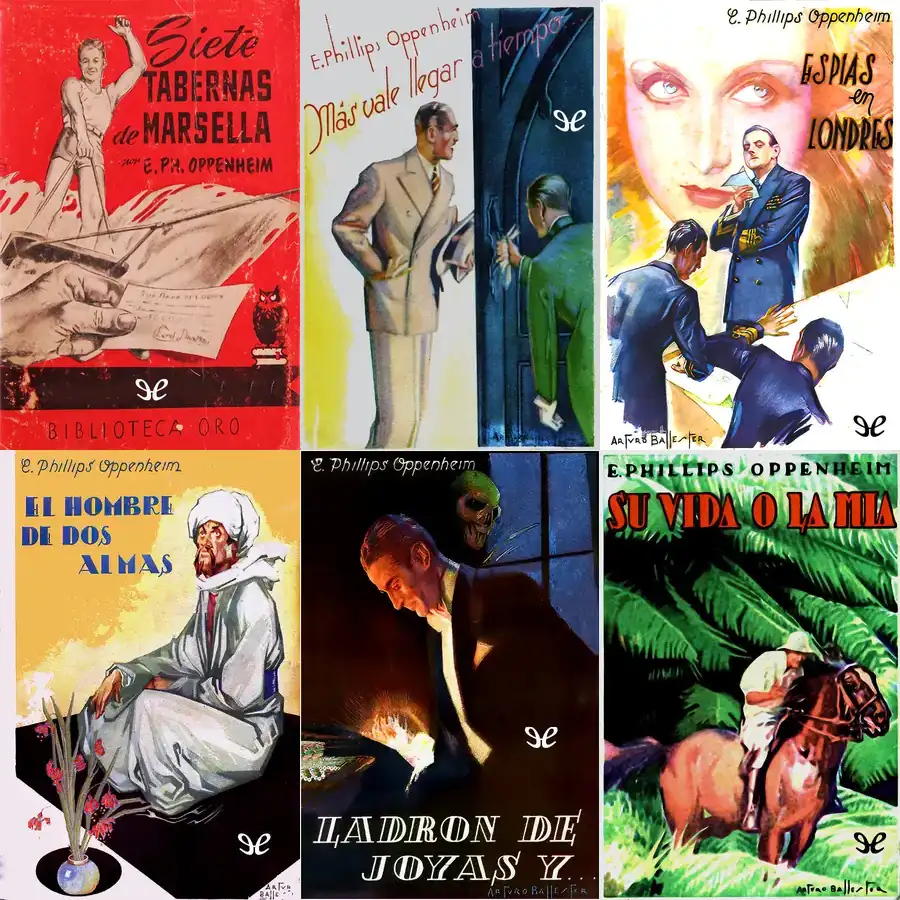 Siete
TABERNAS
de MARSELLA
POR E. PH. OPPENHEIM
BIBLIOTECA ORO
E. Phillips Oppenheim
Más vale llegar a tiempo...
E. Phillips Oppenheim
ESPIAS
en
LONDRES
ARTURO BALLESTER
E. Phillips Oppenheim
EL HOMBRE
DE DOS
ALMAS
ARTURO
E. Phillips Oppenheim
LADRON DE
JOYAS Y...
ARTURO BALLESTER
E. PHILLIPS OPPENHEIM
SU VIDA O LA MIA
Arturo Ballester